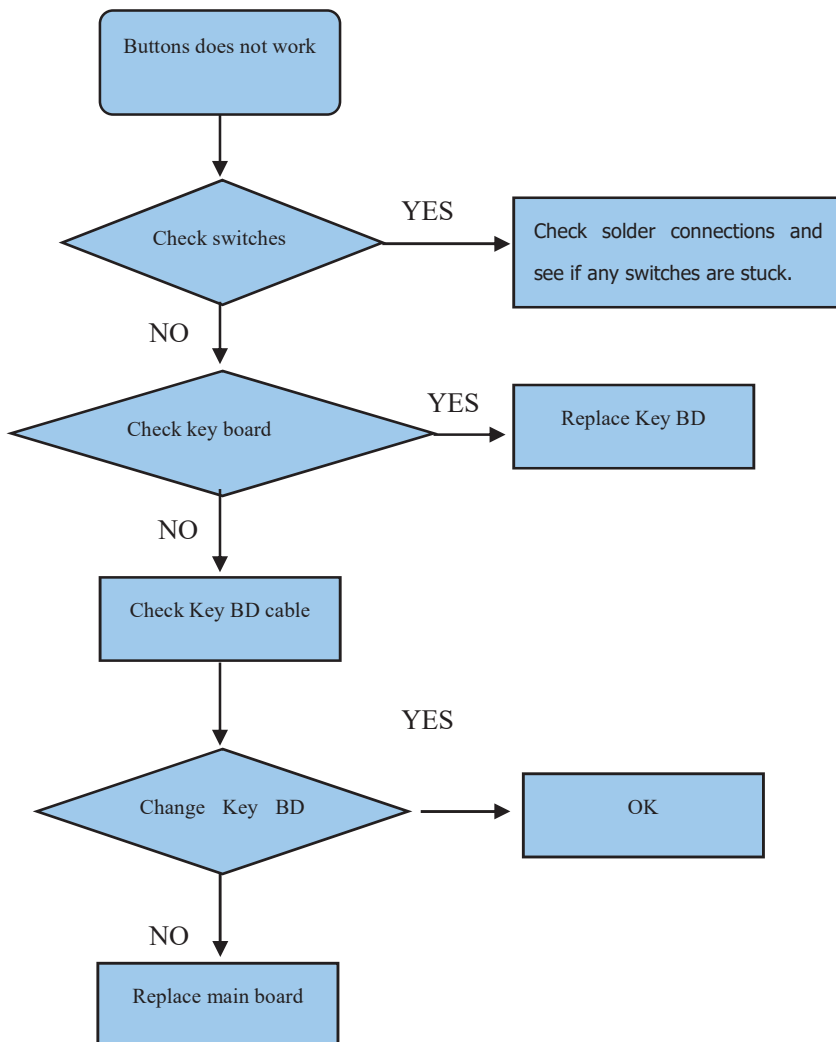 Buttons does not work
YES
Check switches
Check solder connections and
see if any switches are stuck.
NO
YES
Check key board
Replace Key BD
NO
Check Key BD cable
YES
Change Key BD
OK
NO
Replace main board